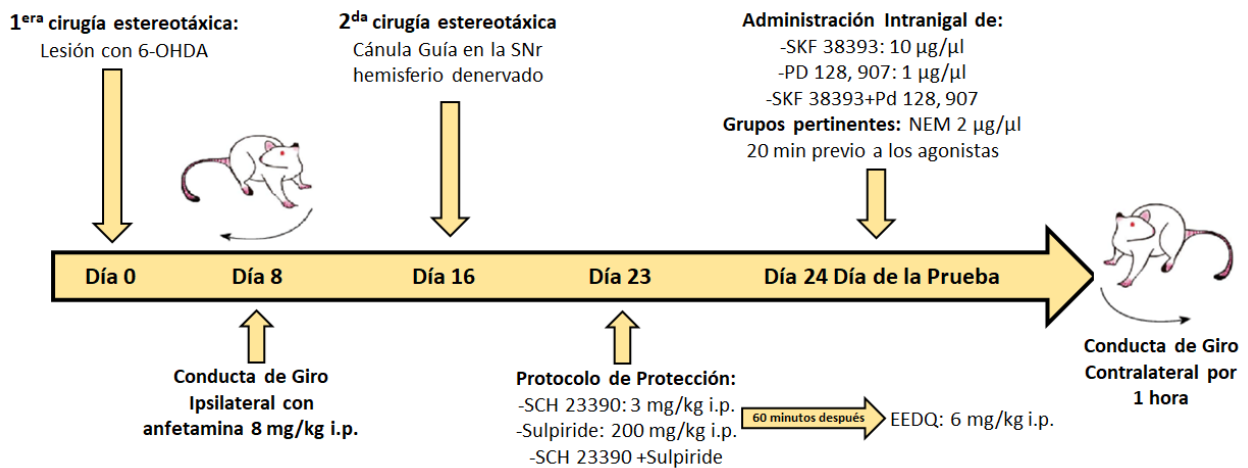 1era cirugía estereotáxica:
Lesión con 6-OHDA
2da cirugía estereotáxica
Cánula Guía en la SNr
hemisferio denervado
Administración Intranigal de:
-SKF 38393: 10 µg/µl
-PD 128, 907: 1 µg/µl
-SKF 38393+Pd 128, 907
Grupos pertinentes: NEM 2 µg/µl
20 min previo a los agonistas
Día 0
Día 8
Día 16
Día 23
Día 24 Día de la Prueba
Conducta de Giro
Ipsilateral con
anfetamina 8 mg/kg i.p.
Protocolo de Protección:
-SCH 23390: 3 mg/kg i.p.
-Sulpiride: 200 mg/kg i.p.
-SCH 23390 +Sulpiride
60 minutos después
EEDQ: 6 mg/kg i.p.
Conducta de Giro
Contralateral por
1 hora